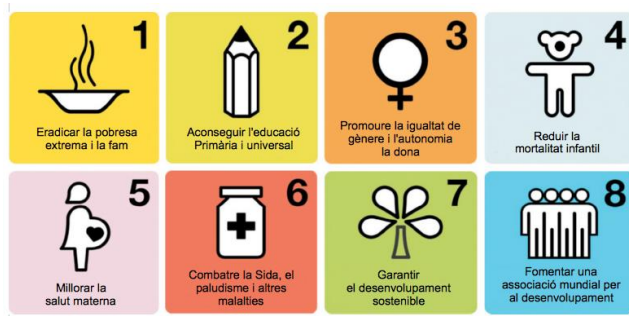 1
Eradicar la pobresa
extrema i la fam
2
Aconseguir l'educació
Primària i universal
3
Promoure la igualtat de
gènere i l'autonomia
la dona
4
Reduir la
mortalitat infantil
5
Millorar la
salut materna
6
Combatre la Sida, el
paludisme i altres
malalties
7
Garantir
el desenvolupament
sostenible
8
Fomentar una
associació mundial per
al desenvolupament